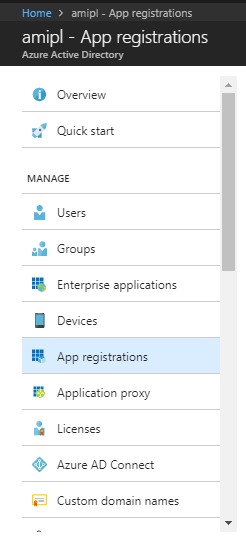 Home > amipl - App registrations
amipl - App registrations
Azure Active Directory
Overview
Quick start
MANAGE
Users
Groups
Enterprise applications
Devices
App registrations
Application proxy
Licenses
Azure AD Connect
Custom domain names